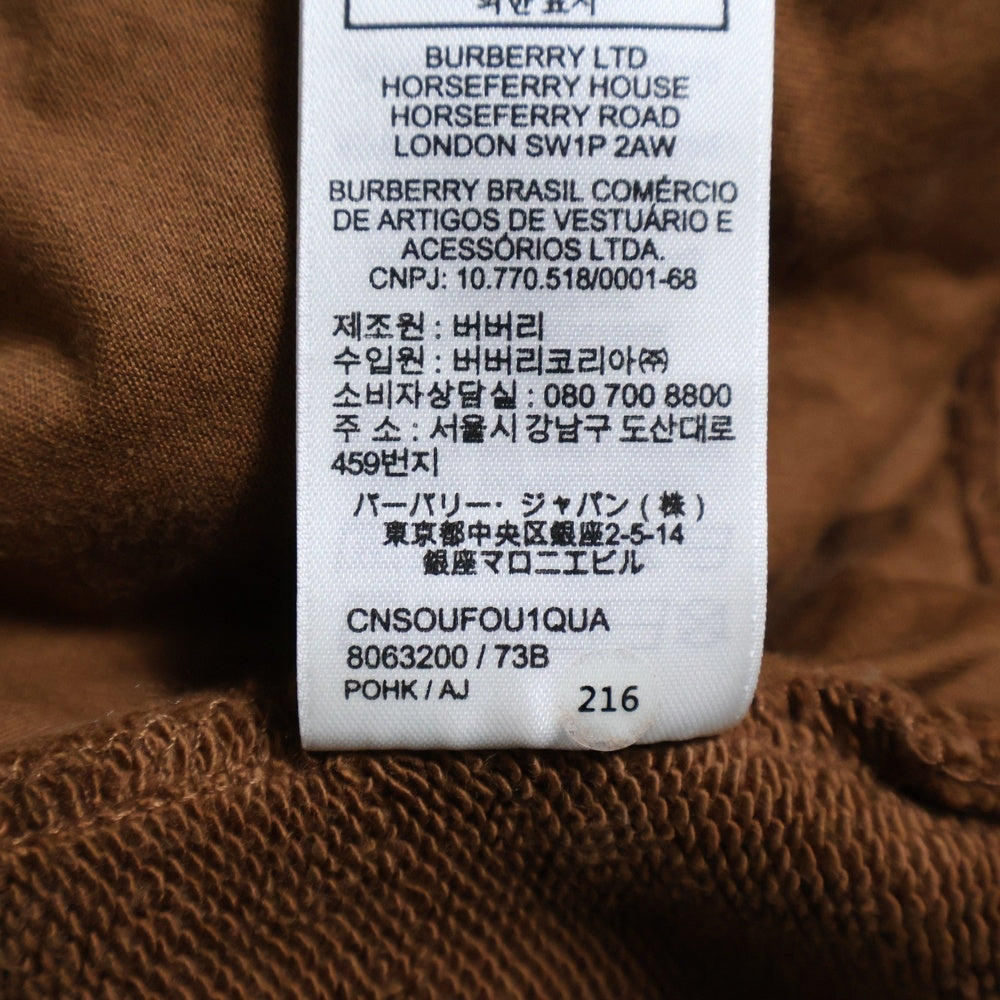 BURBERRY LTD
HORSEFERRY HOUSE
HORSEFERRY ROAD
LONDON SW1P 2AW
BURBERRY BRASIL COMÉRCIO
DE ARTIGOS DE VESTUÁRIO E
ACESSÓRIOS LTDA.
CNPJ: 10.770.518/0001-68
제조원 : 버버리
수입원 : 버버리코리아㈜
소비자상담실 : 080 700 8800
주 소 : 서울시 강남구 도산대로
459번지
バーバリー・ジャパン ( 株 )
東京都中央区銀座2-5-14
銀座マロニエビル
CNSOUFOU1QUA
8063200 / 73B
POHK / AJ
216